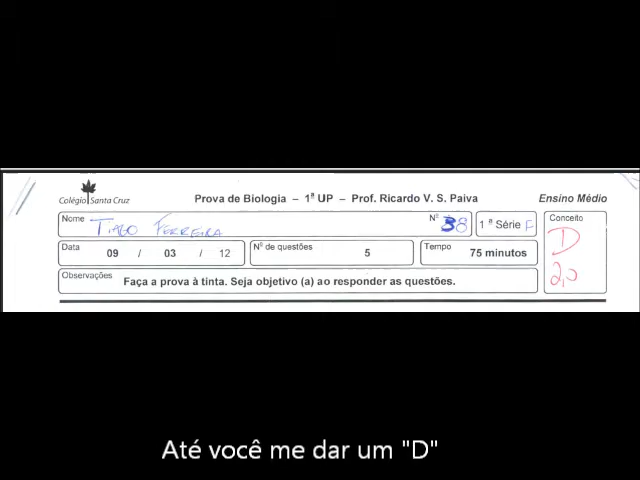 Colégio Santa Cruz
Prova de Biologia – 1ª UP – Prof. Ricardo V. S. Paiva
Ensino Médio
Nome TIAGO FERREIRA Nº 38 1ª Série F Conceito
D
2,0
Data 09 / 03 / 12 Nº de questões 5 Tempo 75 minutos
Observações Faça a prova à tinta. Seja objetivo (a) ao responder as questões.
Até você me dar um "D"